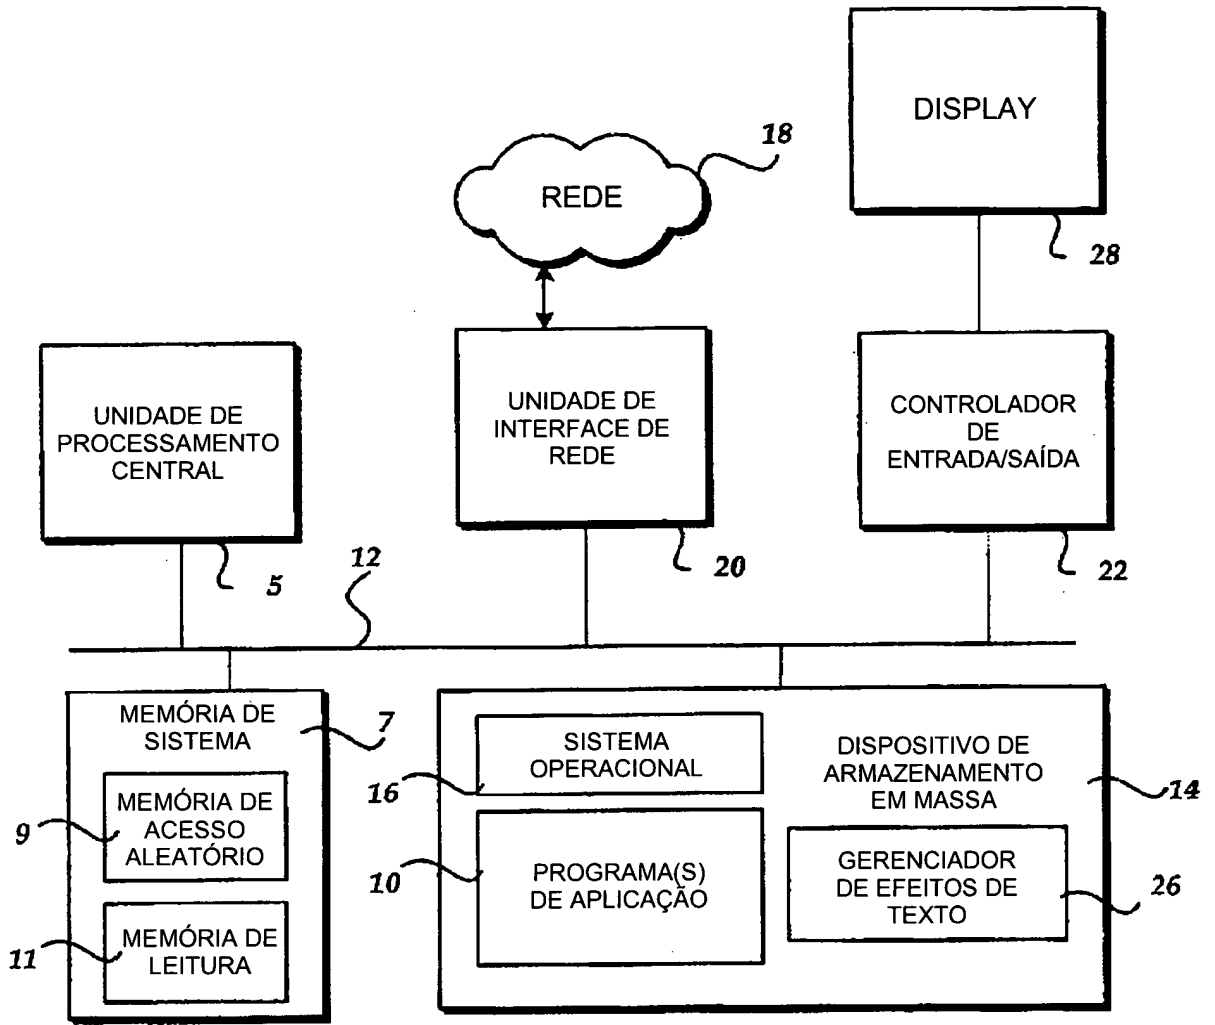 DISPLAY
28
18
REDE
UNIDADE DE
PROCESSAMENTO
CENTRAL
5
UNIDADE DE
INTERFACE DE
REDE
20
CONTROLADOR
DE
ENTRADA/SAÍDA
22
12
MEMÓRIA DE
SISTEMA
7
MEMÓRIA DE
ACESSO
ALEATÓRIO
9
MEMÓRIA DE
LEITURA
11
SISTEMA
OPERACIONAL
16
PROGRAMA(S)
DE APLICAÇÃO
10
DISPOSITIVO DE
ARMAZENAMENTO
EM MASSA
14
GERENCIADOR
DE EFEITOS DE
TEXTO
26